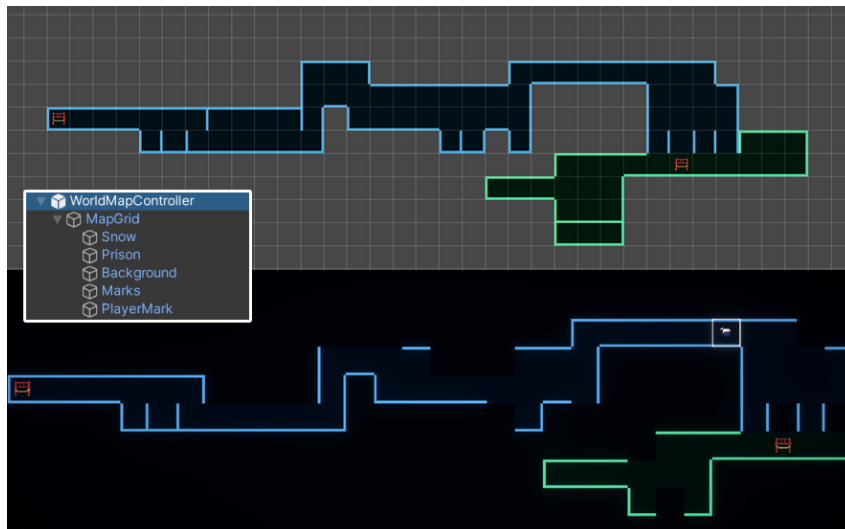 WorldMapController
MapGrid
Snow
Prison
Background
Marks
PlayerMark